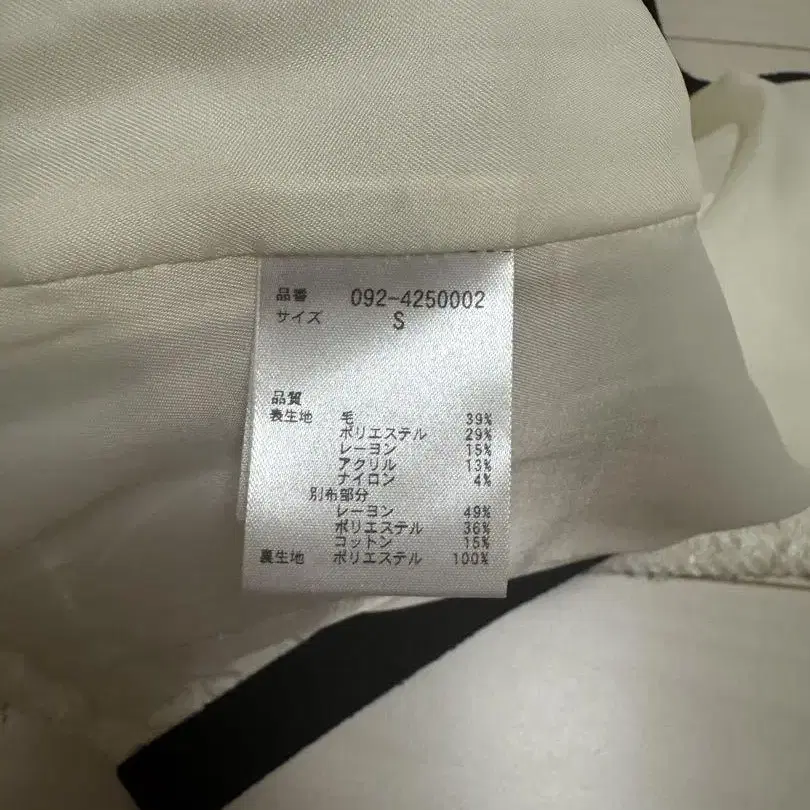 品番 092-4250002
サイズ S
品質
表生地 毛 39%
ポリエステル 29%
レーヨン 15%
アクリル 13%
ナイロン 4%
別布部分
レーヨン 49%
ポリエステル 36%
コットン 15%
裏生地 ポリエステル 100%